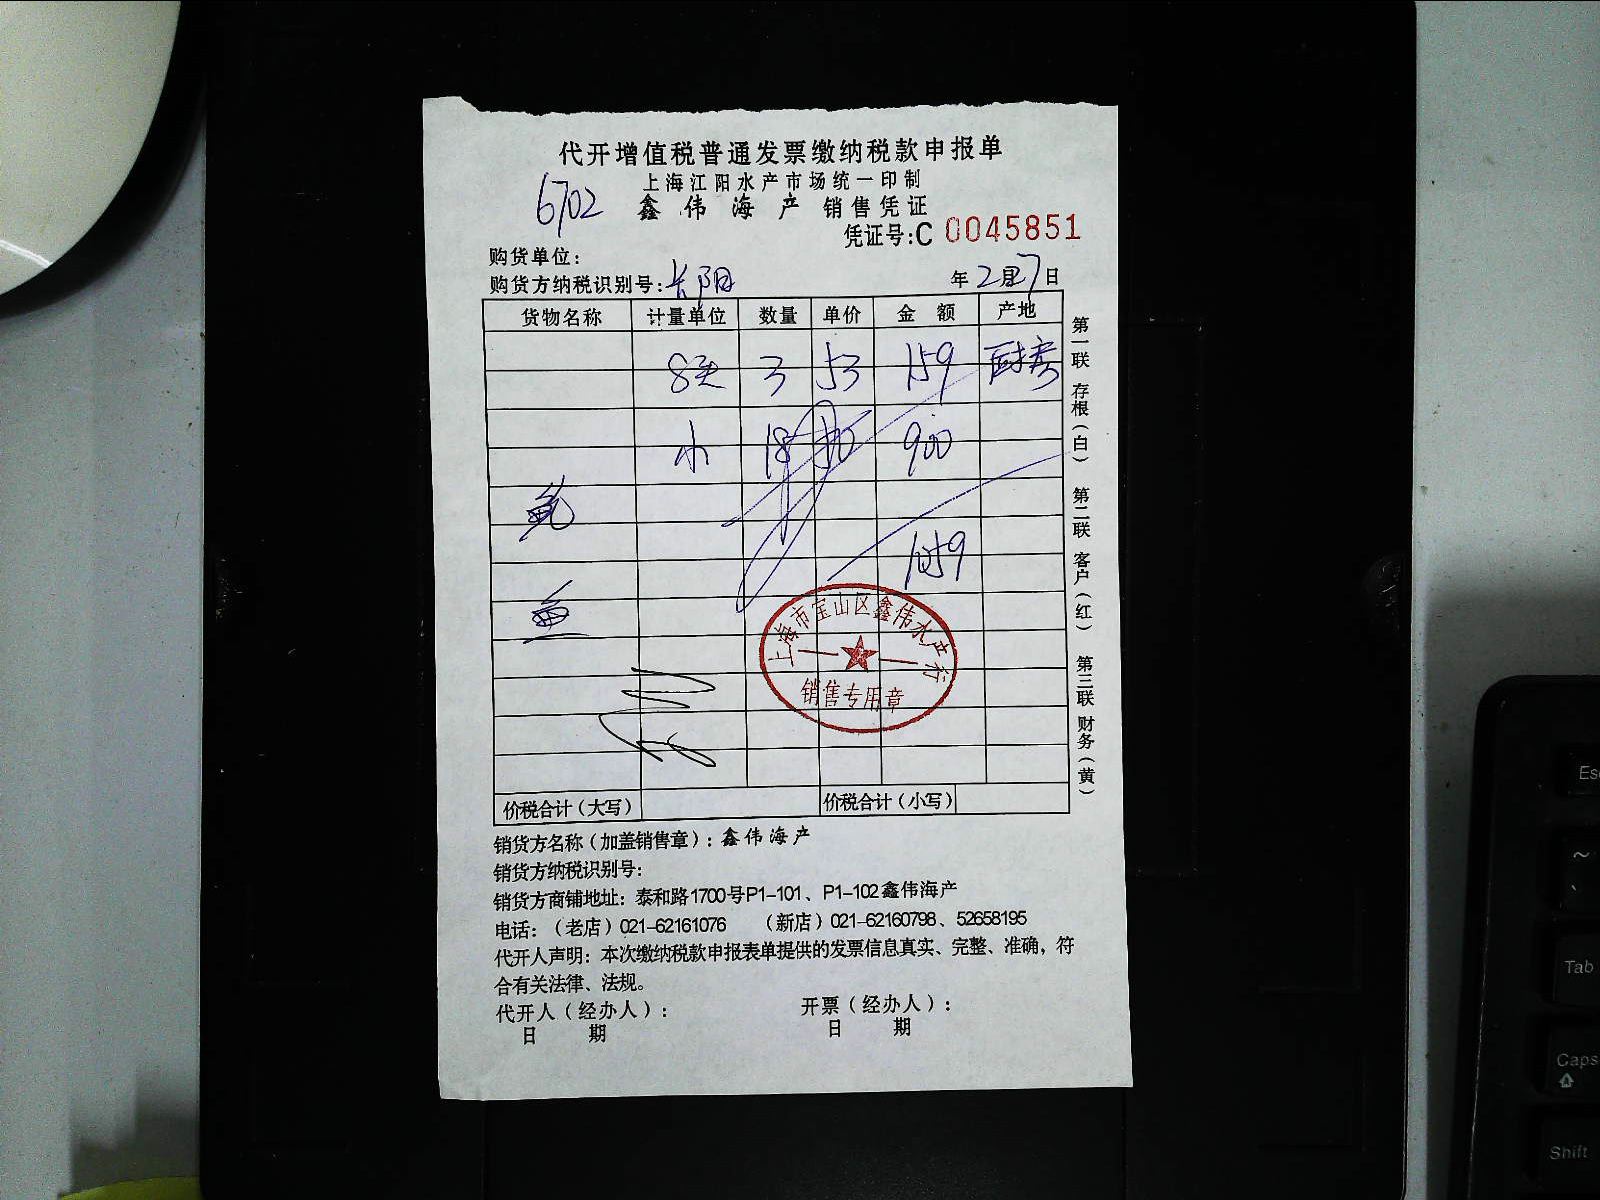 代开增值税普通发票缴纳税款申报单
上海江阳水产市场统一印制
6702 鑫伟海产 销售凭证
凭证号:C 0045851
购货单位：
购货方纳税识别号：长阳 年2月27日
货物名称 计量单位 数量 单价 金额 产地
8头 3 53 159 厨房
小 18 50 900
1059
上海市宝山区鑫伟水产行
销售专用章
价税合计（大写） 价税合计（小写）
第一联 存根（白） 第二联 客户（红） 第三联 财务（黄）
销货方名称（加盖销售章）：鑫伟海产
销货方纳税识别号：
销货方商铺地址：泰和路1700号P1-101、P1-102鑫伟海产
电话：（老店）021-62161076 （新店）021-62160798、52658195
代开人声明：本次缴纳税款申报表单提供的发票信息真实、完整、准确，符
合有关法律、法规。
代开人（经办人）： 开票（经办人）：
日 期 日 期
Esc
~
Tab
Caps
Shift